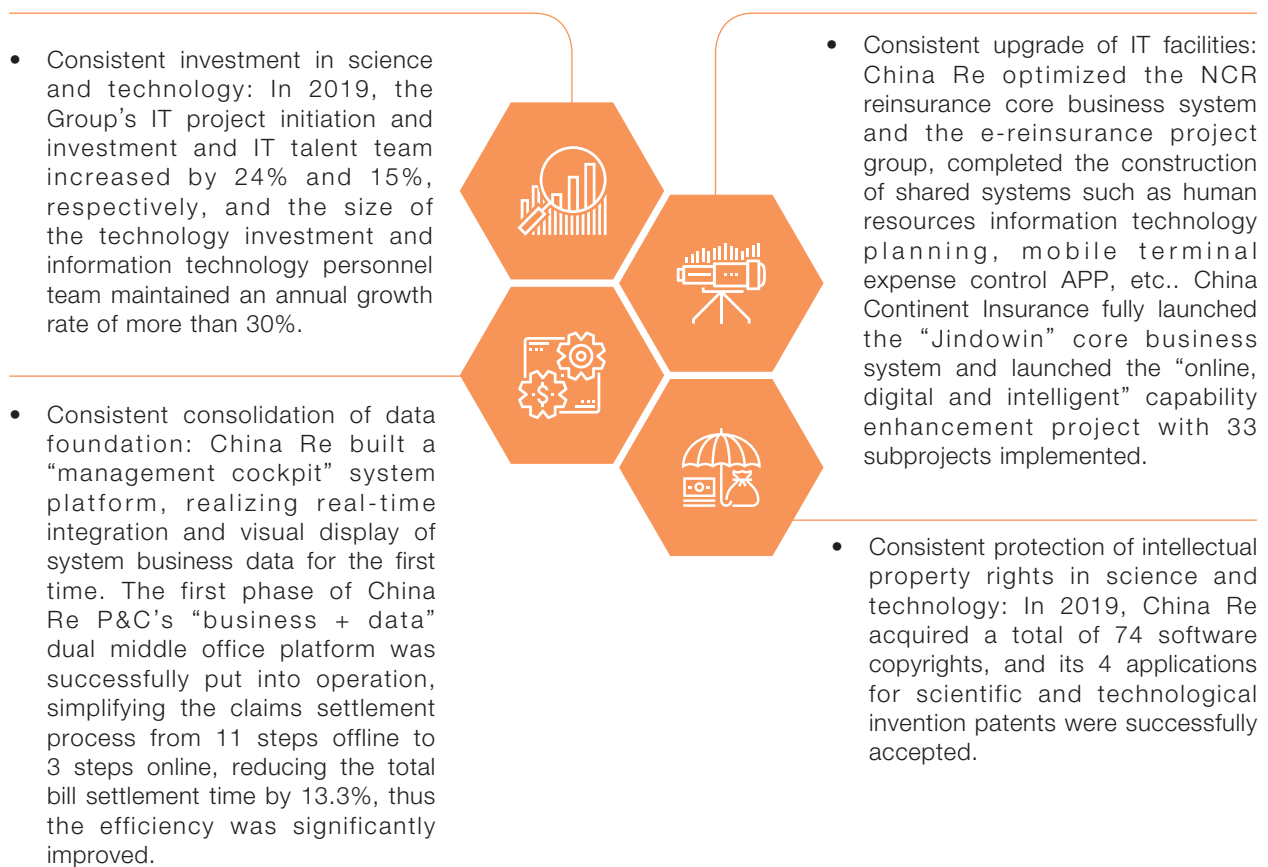 • Consistent investment in science
and technology: In 2019, the
Group's IT project initiation and
investment and IT talent team
increased by 24% and 15%,
respectively, and the size of
the technology investment and
information technology personnel
team maintained an annual growth
rate of more than 30%.
• Consistent consolidation of data
foundation: China Re built a
“management cockpit” system
platform, realizing real-time
integration and visual display of
system business data for the first
time. The first phase of China
Re P&C's “business + data”
dual middle office platform was
successfully put into operation,
simplifying the claims settlement
process from 11 steps offline to
3 steps online, reducing the total
bill settlement time by 13.3%, thus
the efficiency was significantly
improved.
$
• Consistent upgrade of IT facilities:
China Re optimized the NCR
reinsurance core business system
and the e-reinsurance project
group, completed the construction
of shared systems such as human
resources information technology
planning, mobile terminal
expense control APP, etc.. China
Continent Insurance fully launched
the “Jindowin” core business
system and launched the “online,
digital and intelligent” capability
enhancement project with 33
subprojects implemented.
• Consistent protection of intellectual
property rights in science and
technology: In 2019, China Re
acquired a total of 74 software
copyrights, and its 4 applications
for scientific and technological
invention patents were successfully
accepted.